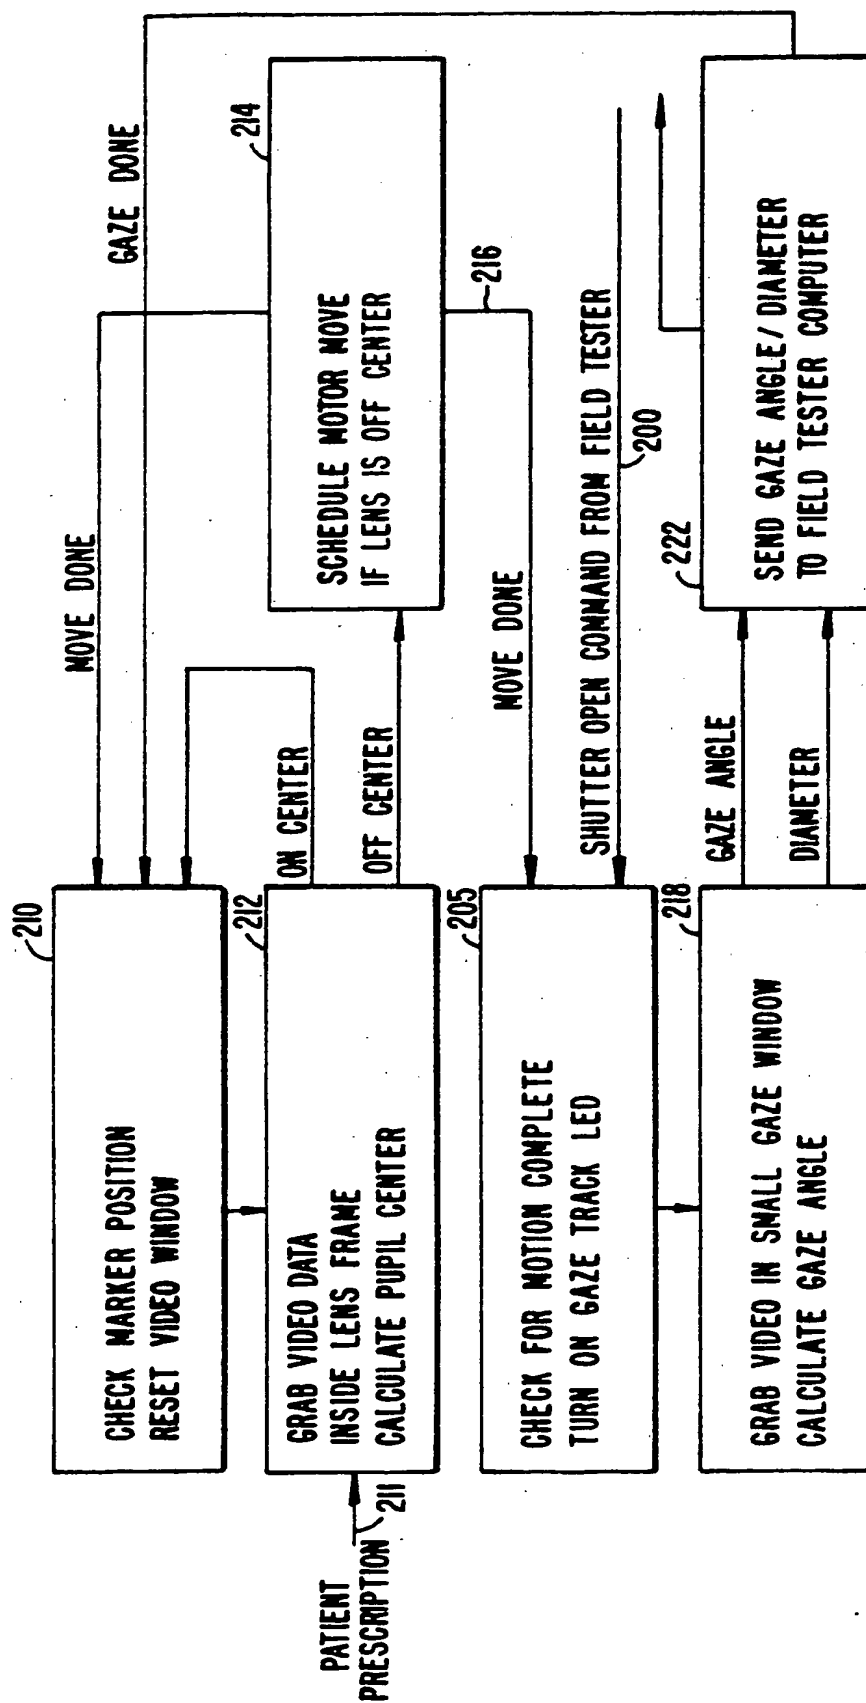 GAZE DONE
MOVE DONE
210
CHECK MARKER POSITION
RESET VIDEO WINDOW
214
SCHEDULE MOTOR MOVE
IF LENS IS OFF CENTER
216
212
ON CENTER
OFF CENTER
GRAB VIDEO DATA
INSIDE LENS FRAME
CALCULATE PUPIL CENTER
PATIENT
PRESCRIPTION
211
MOVE DONE
205
CHECK FOR MOTION COMPLETE
TURN ON GAZE TRACK LED
SHUTTER OPEN COMMAND FROM FIELD TESTER
200
218
GRAB VIDEO IN SMALL GAZE WINDOW
CALCULATE GAZE ANGLE
GAZE ANGLE
DIAMETER
222
SEND GAZE ANGLE/DIAMETER
TO FIELD TESTER COMPUTER